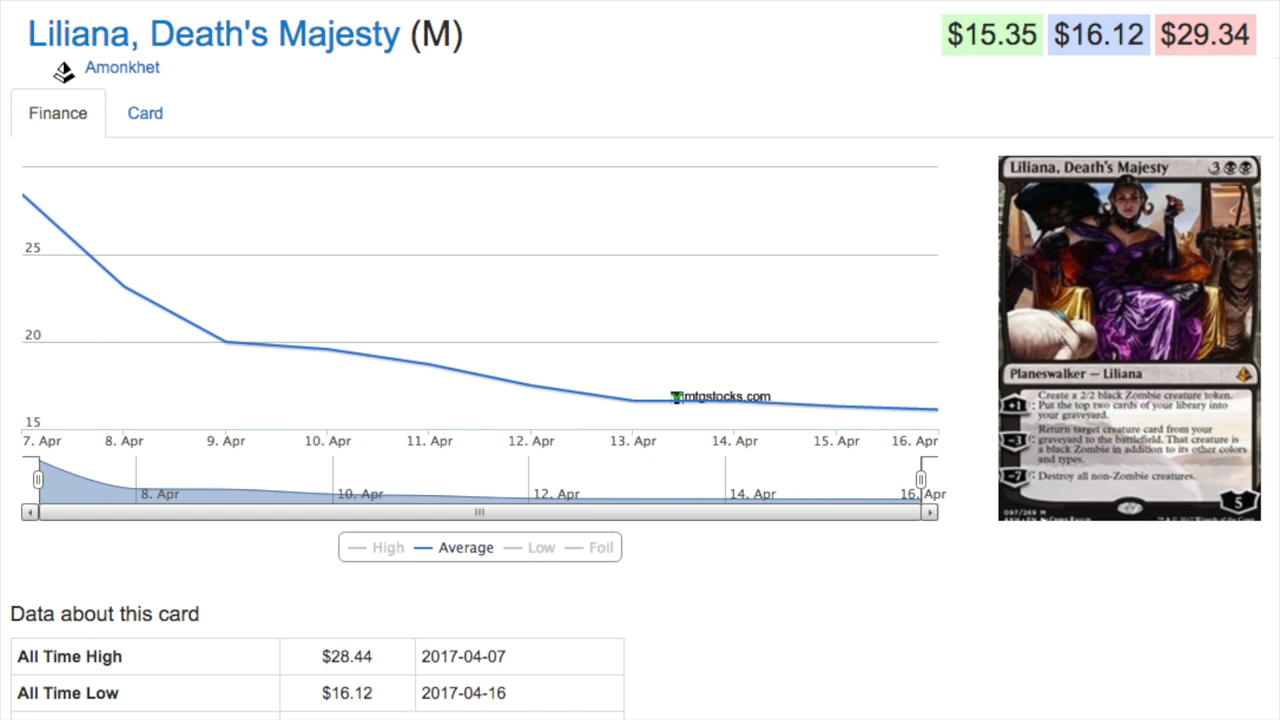 Liliana, Death's Majesty (M)
$15.35 $16.12 $29.34
Amonkhet
Finance Card
25
20
15
7. Apr 8. Apr 9. Apr 10. Apr 11. Apr 12. Apr 13. Apr 14. Apr 15. Apr 16. Apr
mtgstocks.com
8. Apr 10. Apr 12. Apr 14. Apr 16. Apr
High Average Low Foil
Liliana, Death's Majesty 3
Planeswalker — Liliana
Create a 2/2 black Zombie creature token.
+1: Put the top two cards of your library into
your graveyard.
Return target creature card from your
-3: graveyard to the battlefield. That creature is
a black Zombie in addition to its other colors
and types.
-7: Destroy all non-Zombie creatures.
5
097/269 M
Data about this card
All Time High $28.44 2017-04-07
All Time Low $16.12 2017-04-16